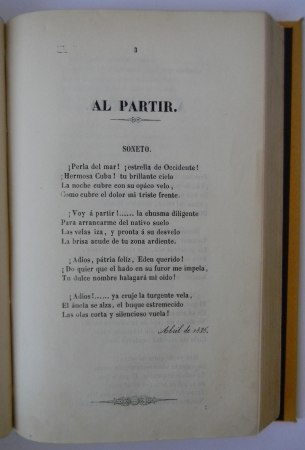 3
AL PARTIR.
SONETO.
¡Perla del mar! ¡estrella de Occidente!
¡Hermosa Cuba! tu brillante cielo
La noche cubre con su opáco velo,
Como cubre el dolor mi triste frente.
¡Voy á partir!...... la chusma diligente
Para arrancarme del nativo suelo
Las velas iza, y pronta á su desvelo
La brisa acude de tu zona ardiente.
¡Adios, pátria feliz, Eden querido!
¡Do quier que el hado en su furor me impela,
Tu dulce nombre halagará mi oido!
¡Adios!...... ya cruje la turgente vela,
El áncla se alza, el buque estremecido
Las olas corta y silencioso vuela!
Abril de 1836.